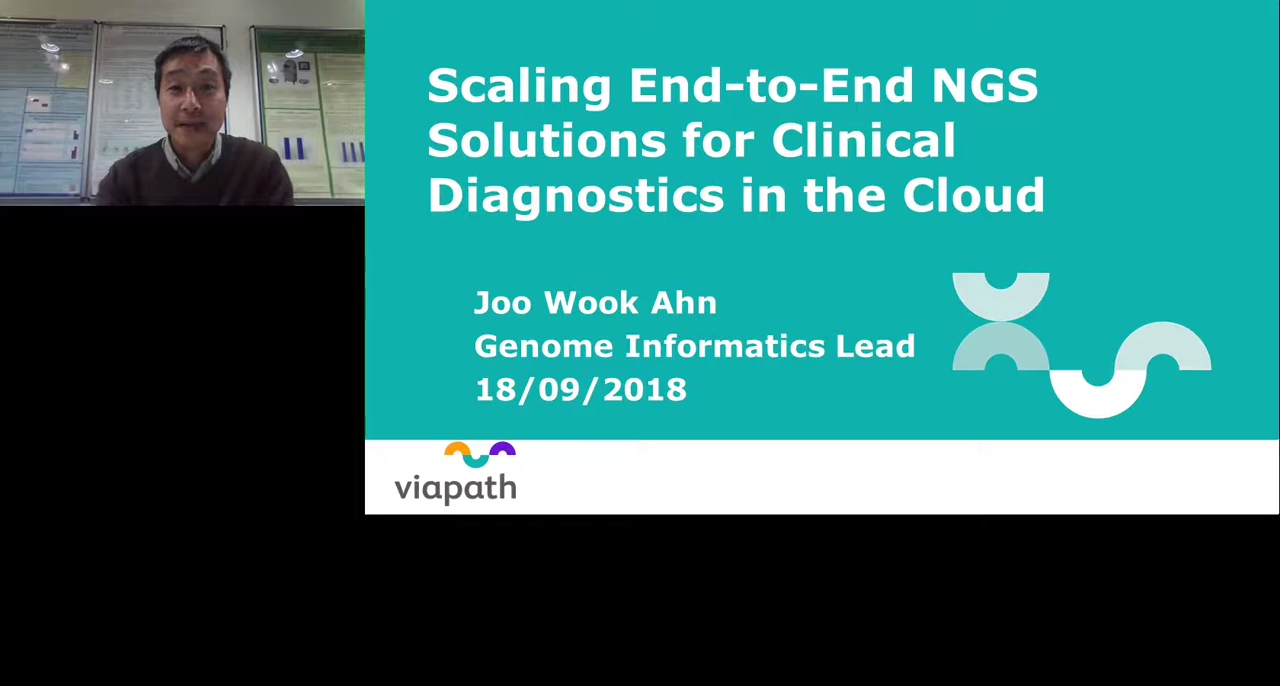 Scaling End-to-End NGS
Solutions for Clinical
Diagnostics in the Cloud
Joo Wook Ahn
Genome Informatics Lead
18/09/2018
viapath